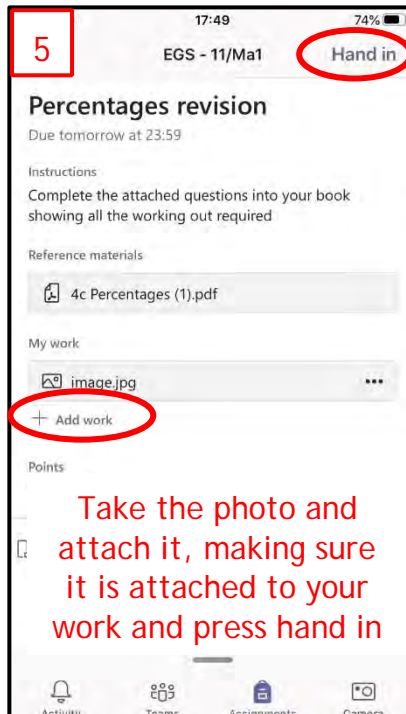 17:49
74%
5
EGS - 11/Ma1
Hand in
Percentages revision
Due tomorrow at 23:59
Instructions
Complete the attached questions into your book
showing all the working out required
Reference materials
4c Percentages (1).pdf
My work
image.jpg
+ Add work
Points
Take the photo and
attach it, making sure
it is attached to your
work and press hand in
Activity
Teams
Assignments
Camera